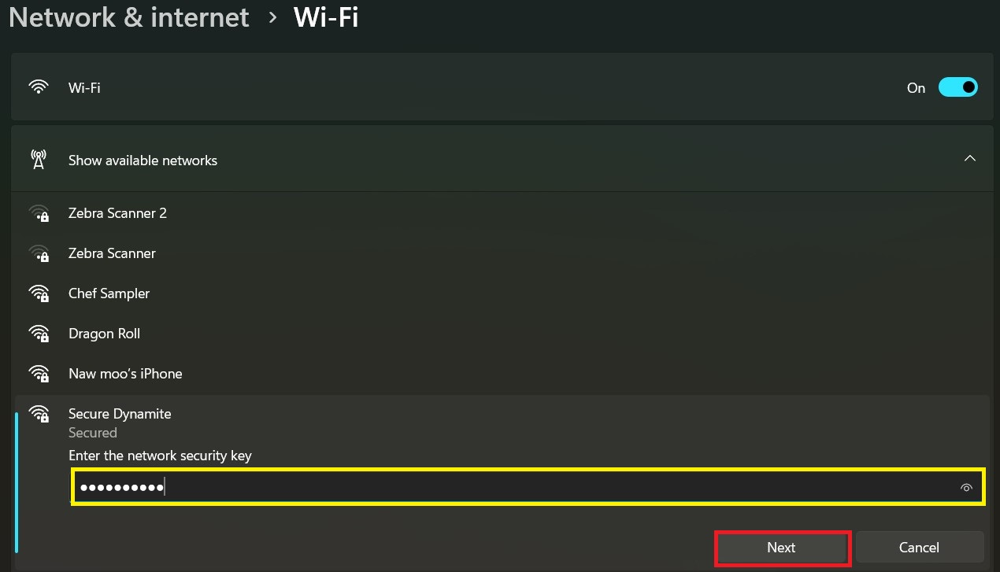 Network & internet > Wi-Fi
Wi-Fi
On
Show available networks
Zebra Scanner 2
Zebra Scanner
Chef Sampler
Dragon Roll
Naw moo’s iPhone
Secure Dynamite
Secured
Enter the network security key
●●●●●●●●●●
Next Cancel